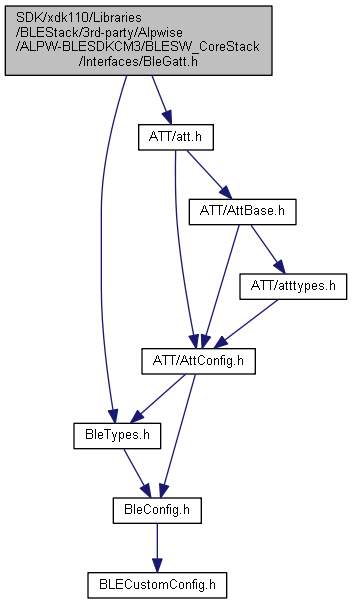 SDK/xdk110/Libraries
/BLEStack/3rd-party/Alpwise
/ALPW-BLESDKCM3/BLESW_CoreStack
/Interfaces/BleGatt.h
ATT/att.h
ATT/AttBase.h
ATT/atttypes.h
ATT/AttConfig.h
BleTypes.h
BleConfig.h
BLECustomConfig.h